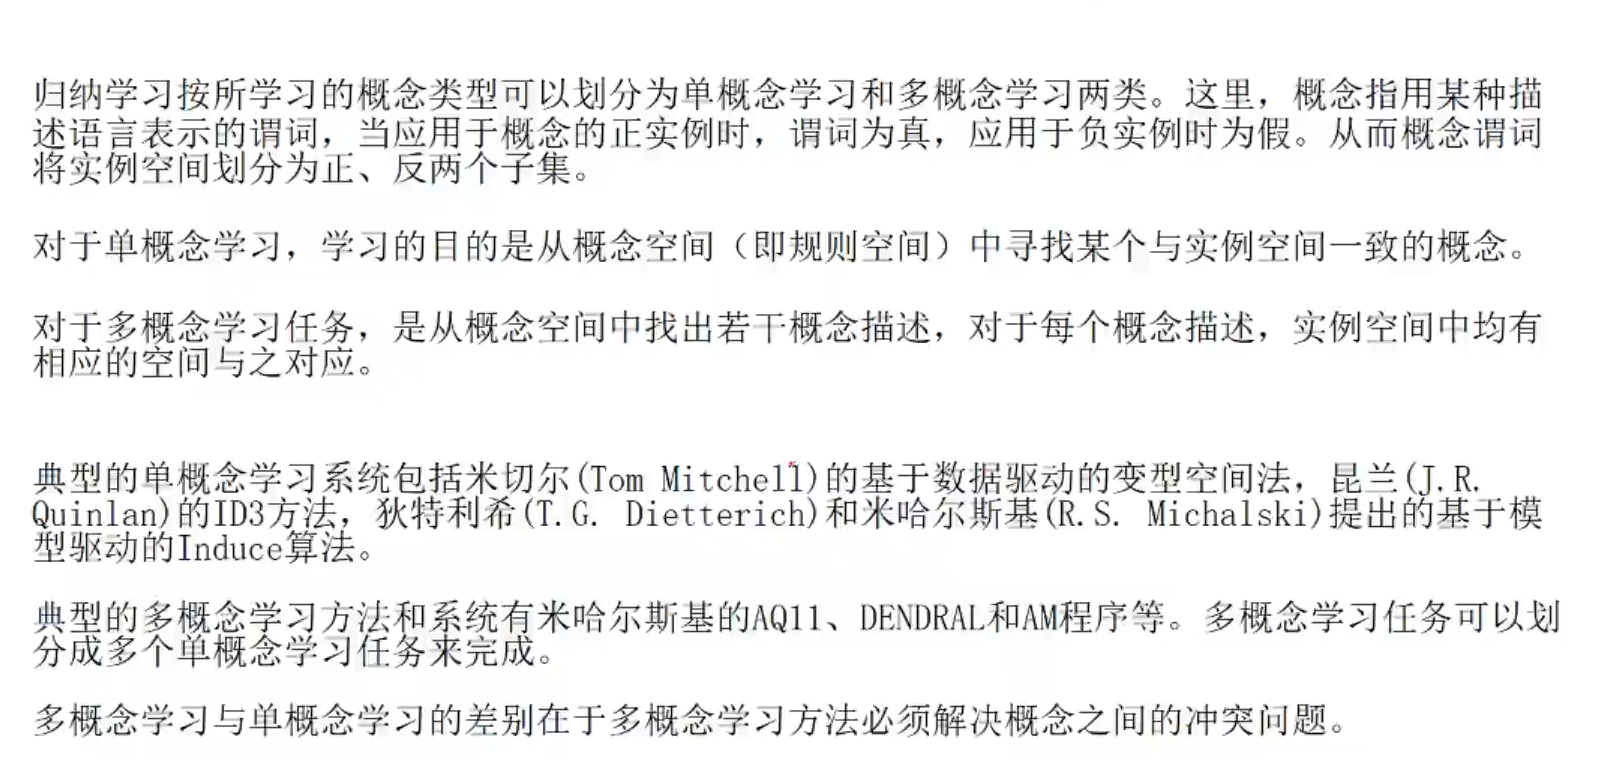 归纳学习按所学习的概念类型可以划分为单概念学习和多概念学习两类。这里，概念指用某种描
述语言表示的谓词，当应用于概念的正实例时，谓词为真，应用于负实例时为假。从而概念谓词
将实例空间划分为正、反两个子集。
对于单概念学习，学习的目的是从概念空间（即规则空间）中寻找某个与实例空间一致的概念。
对于多概念学习任务，是从概念空间中找出若干概念描述，对于每个概念描述，实例空间中均有
相应的空间与之对应。
典型的单概念学习系统包括米切尔(Tom Mitchell)的基于数据驱动的变型空间法，昆兰(J.R.
Quinlan)的ID3方法，狄特利希(T.G. Dietterich)和米哈尔斯基(R.S. Michalski)提出的基于模
型驱动的Induce算法。
典型的多概念学习方法和系统有米哈尔斯基的AQ11、DENDRAL和AM程序等。多概念学习任务可以划
分成多个单概念学习任务来完成。
多概念学习与单概念学习的差别在于多概念学习方法必须解决概念之间的冲突问题。